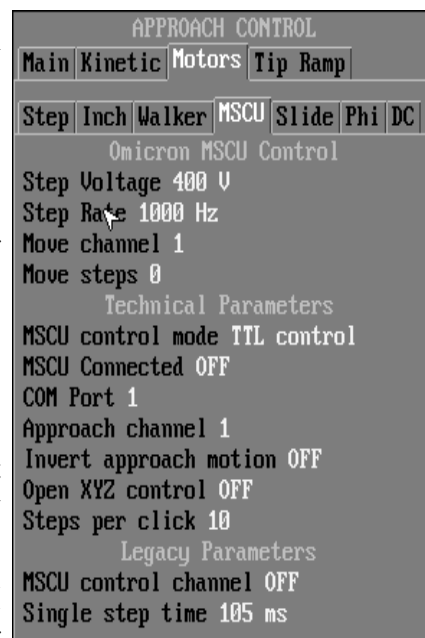 APPROACH CONTROL
Main Kinetic Motors Tip Ramp
Step Inch Walker MSCU Slide Phi DC
Omicron MSCU Control
Step Voltage 400 V
Step Rate 1000 Hz
Move channel 1
Move steps 0
Technical Parameters
MSCU control mode TTL control
MSCU Connected OFF
COM Port 1
Approach channel 1
Invert approach motion OFF
Open XYZ control OFF
Steps per click 10
Legacy Parameters
MSCU control channel OFF
Single step time 105 ms